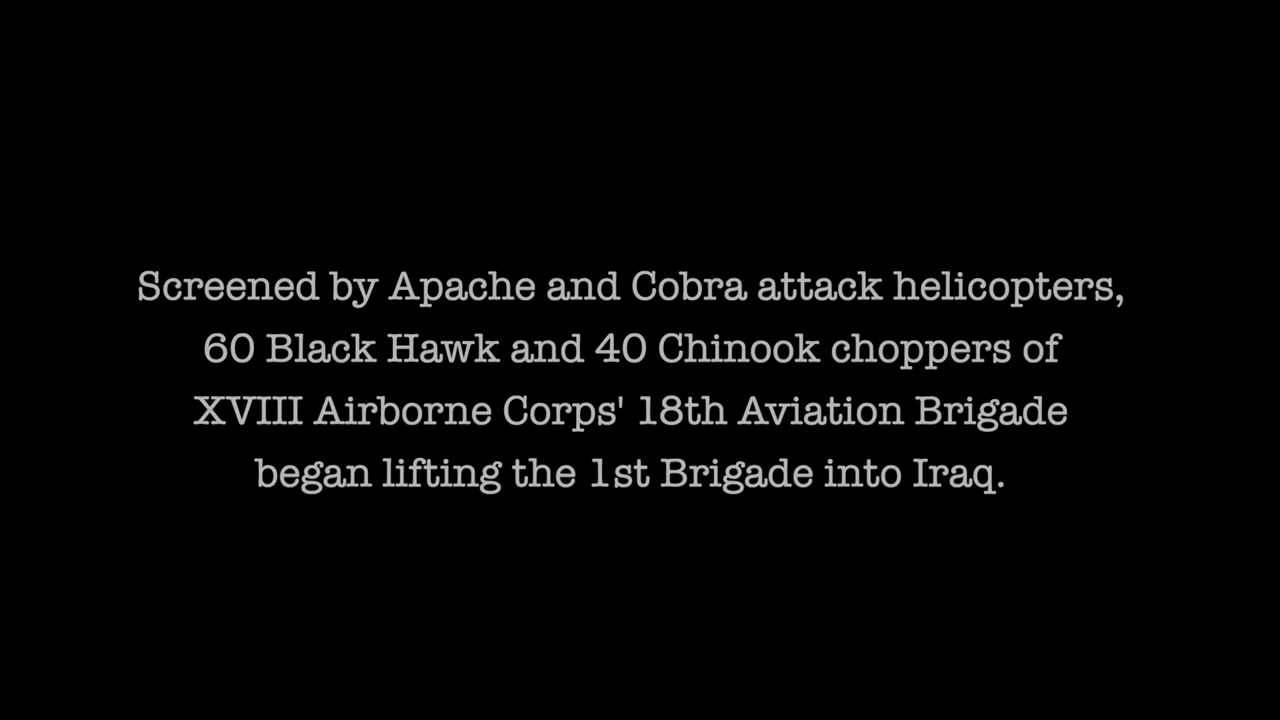 Screened by Apache and Cobra attack helicopters,
60 Black Hawk and 40 Chinook choppers of
XVIII Airborne Corps' 18th Aviation Brigade
began lifting the 1st Brigade into Iraq.